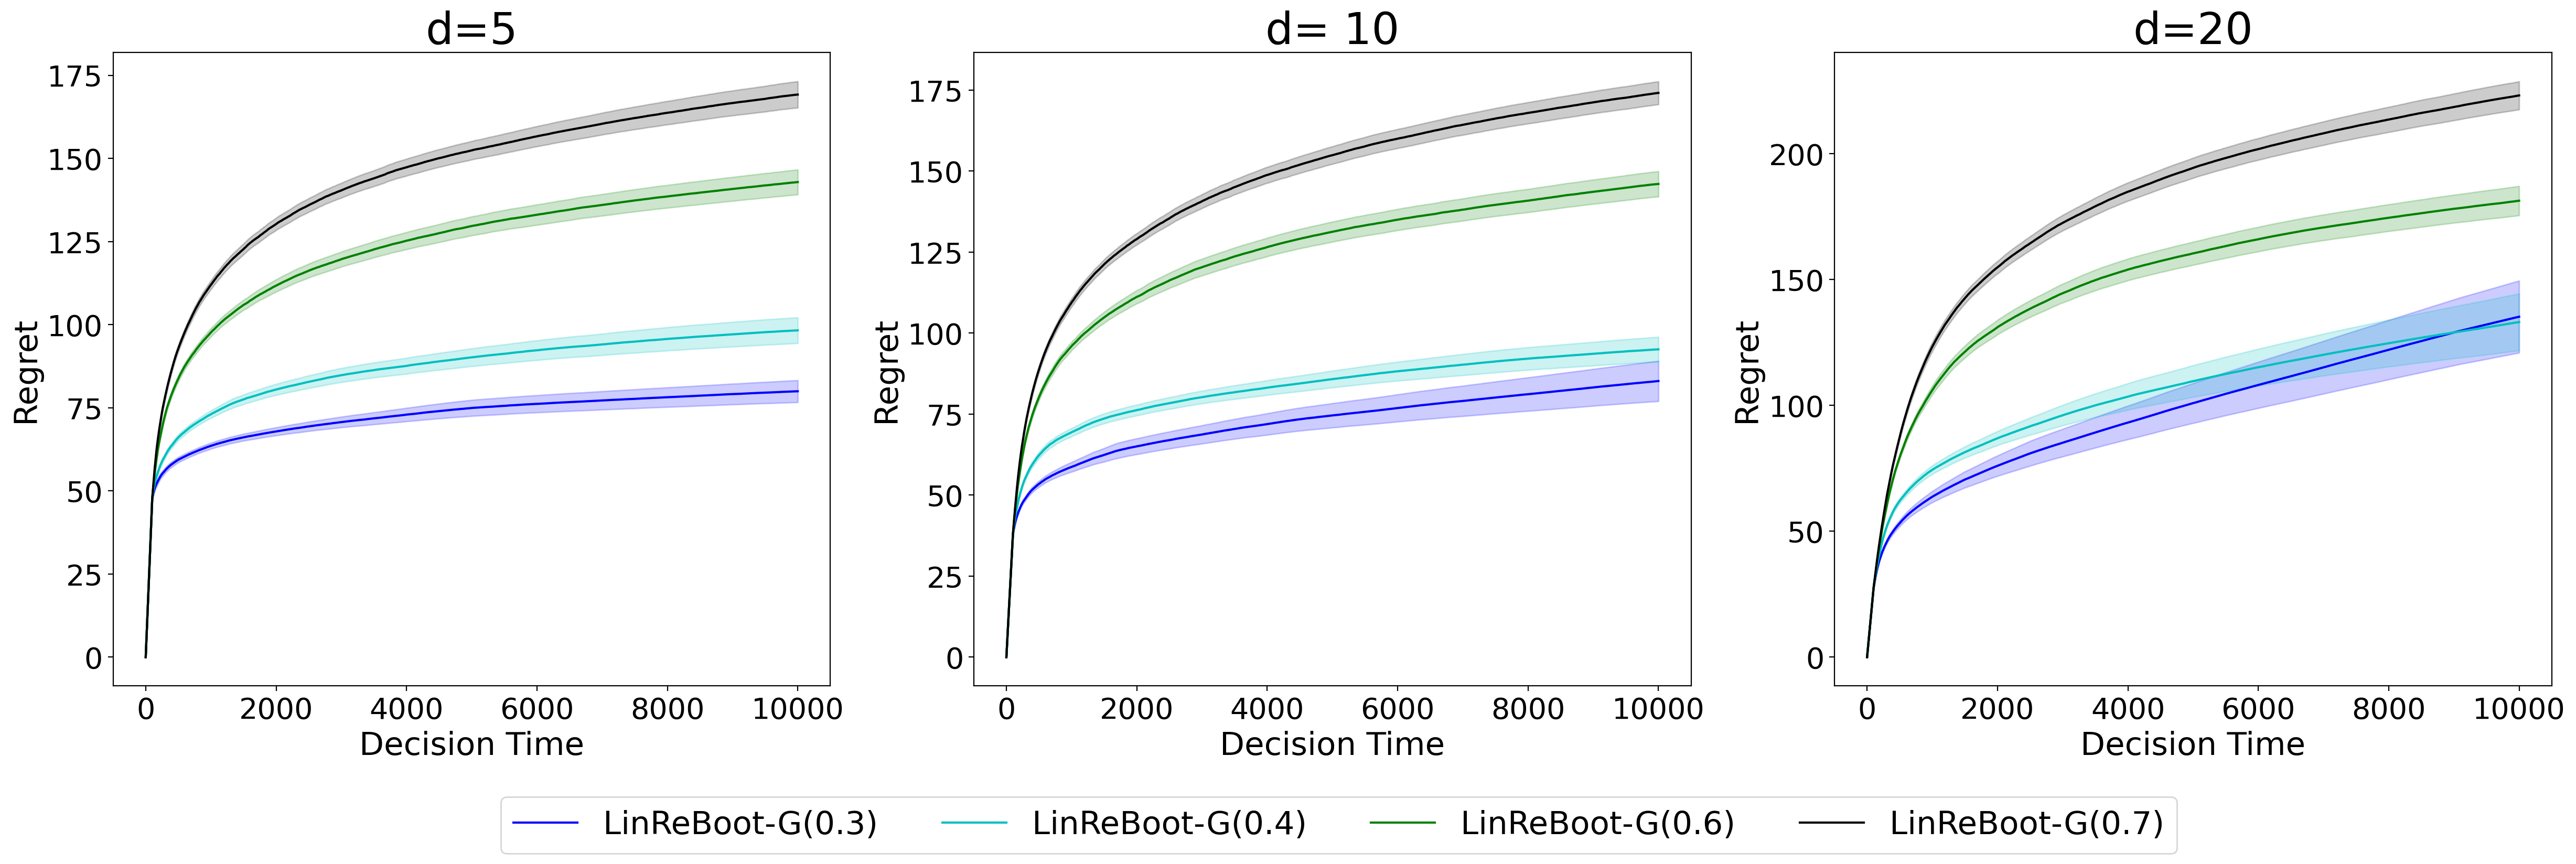 d=5
d= 10
d=20
175
150
125
100
75
50
25
0
Regret
0 2000 4000 6000 8000 10000
Decision Time
175
150
125
100
75
50
25
0
Regret
0 2000 4000 6000 8000 10000
Decision Time
200
150
100
50
0
Regret
0 2000 4000 6000 8000 10000
Decision Time
LinReBoot-G(0.3) LinReBoot-G(0.4) LinReBoot-G(0.6) LinReBoot-G(0.7)